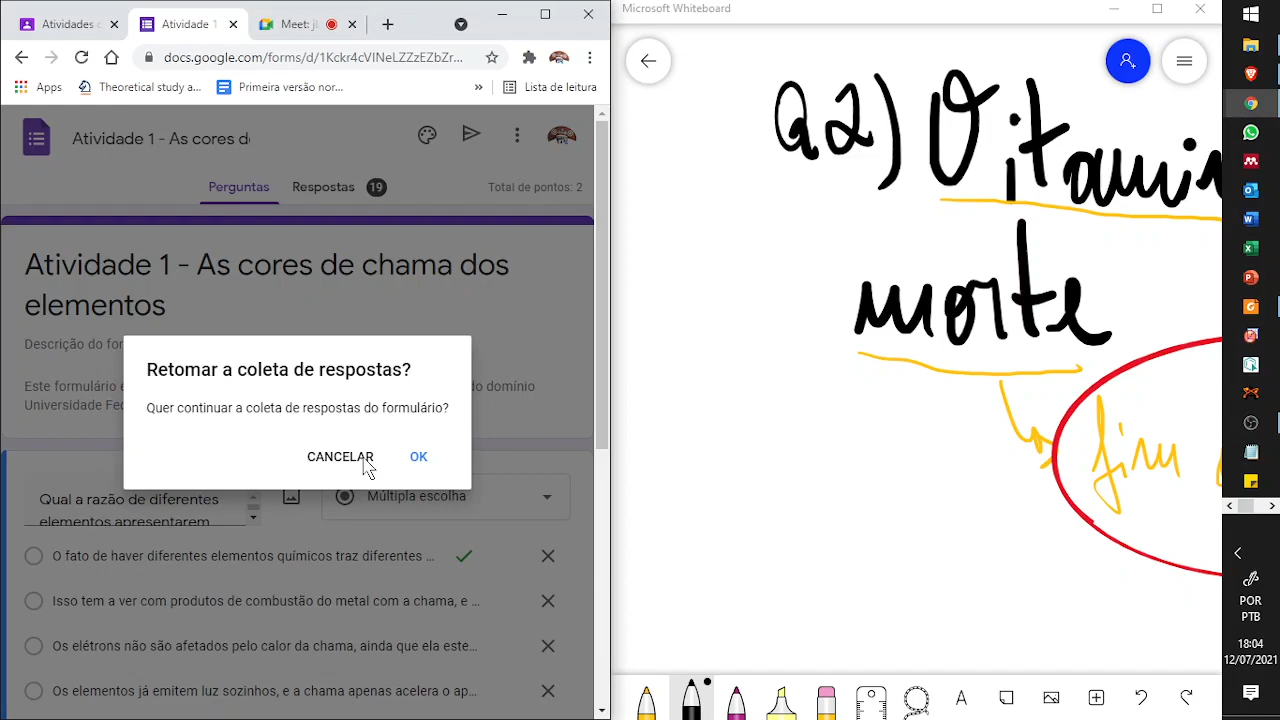 Atividades d
Atividade 1
Meet:
docs.google.com/forms/d/1Kckr4cVINeLZZzEZbZr...
Apps
Theoretical study a...
Primeira versão nor...
»
Lista de leitura
Atividade 1 - As cores de
Perguntas
Respostas 19
Total de pontos: 2
Atividade 1 - As cores de chama dos
elementos
Descrição do for
Este formulário e
do domínio
Universidade Fed
Retomar a coleta de respostas?
Quer continuar a coleta de respostas do formulário?
CANCELAR
OK
Qual a razão de diferentes
elementos apresentarem
Múltipla escolha
O fato de haver diferentes elementos químicos traz diferentes ...
Isso tem a ver com produtos de combustão do metal com a chama, e ...
Os elétrons não são afetados pelo calor da chama, ainda que ela este...
Os elementos já emitem luz sozinhos, e a chama apenas acelera o ap...
Microsoft Whiteboard
Q2) Vitamin
morte
fim
POR
PTB
18:04
12/07/2021